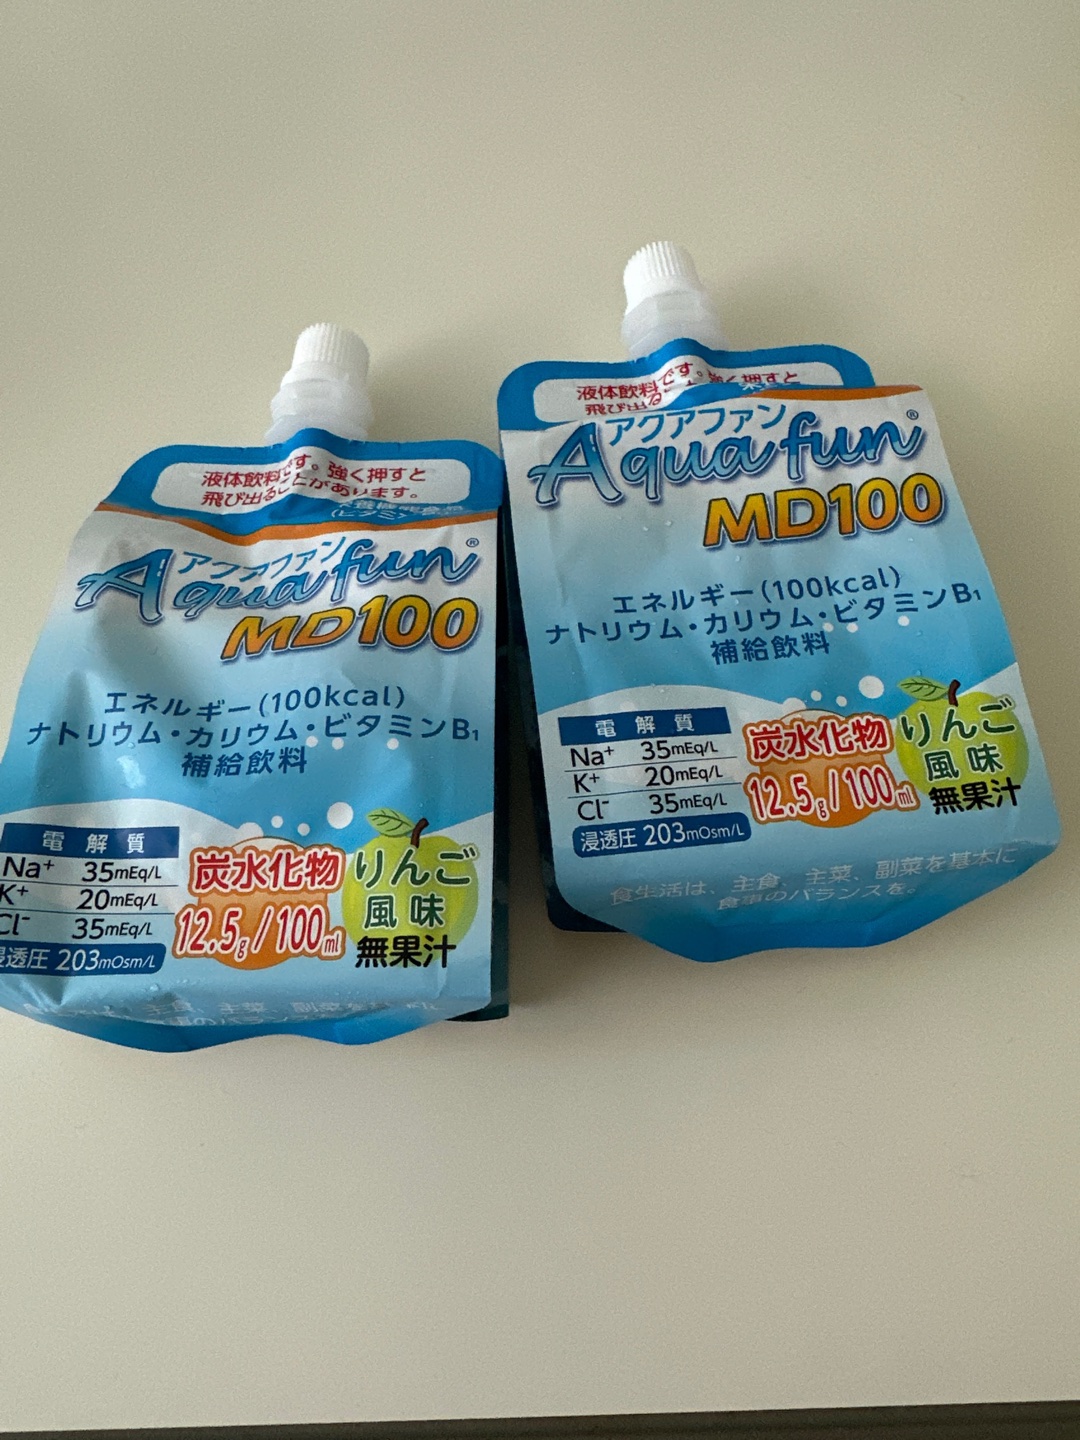 液体飲料です。強く押すと
飛び出ることがあります。
アクアファン
Aquafun®
MD100
エネルギー(100kcal)
ナトリウム・カリウム・ビタミンB₁
補給飲料
電解質
Na⁺ 35mEq/L
K⁺ 20mEq/L
Cl⁻ 35mEq/L
浸透圧 203mOsm/L
炭水化物
12.5g/100ml
りんご
風味
無果汁
液体飲料です。強く押すと
飛び出る
アクアファン
Aquafun®
MD100
エネルギー(100kcal)
ナトリウム・カリウム・ビタミンB₁
補給飲料
電解質
Na⁺ 35mEq/L
K⁺ 20mEq/L
Cl⁻ 35mEq/L
浸透圧 203mOsm/L
炭水化物
12.5g/100ml
りんご
風味
無果汁
食生活は、主食、主菜、副菜を基本に
食事のバランスを。